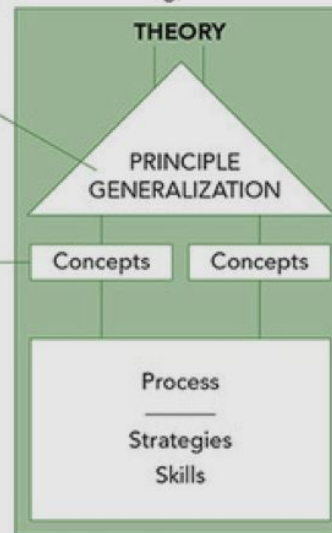 THEORY
PRINCIPLE
GENERALIZATION
Concepts Concepts
Process
Strategies
Skills